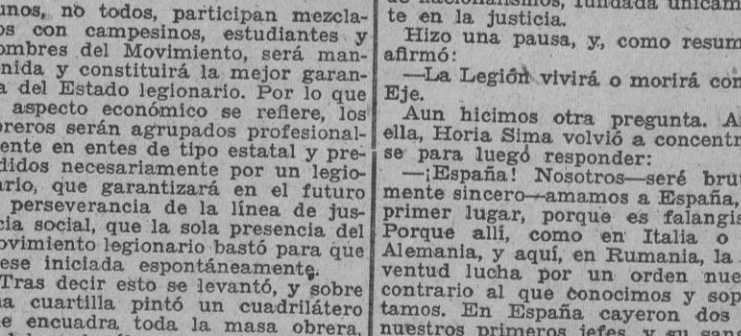 unos, no todos, participan mezcla-
os con campesinos, estudiantes y
ombres del Movimiento, será man-
nida y constituirá la mejor garan-
a del Estado legionario. Por lo que
aspecto económico se refiere, los
breros serán agrupados profesional-
ente en entes de tipo estatal y pre-
didos necesariamente por un legio-
ario, que garantizará en el futuro
perseverancia de la línea de jus-
cia social, que la sola presencia del
ovimiento legionario bastó para que
ese iniciada espontáneamente.
Tras decir esto se levantó, y sobre
a cuartilla pintó un cuadrilátero
e encuadra toda la masa obrera,
de nacionalismos, fundada únicam
te en la justicia.
Hizo una pausa, y, como resum
afirmó:
—La Legión vivirá o morirá con
Eje.
Aun hicimos otra pregunta. A
ella, Horia Sima volvió a concentr
se para luego responder:
—¡España! Nosotros—seré bru
mente sincero—amamos a España,
primer lugar, porque es falangis
Porque allí, como en Italia o
Alemania, y aquí, en Rumania, la
ventud lucha por un orden nue
contrario al que conocimos y sop
tamos. En España cayeron dos
nuestros primeros jefes y su san